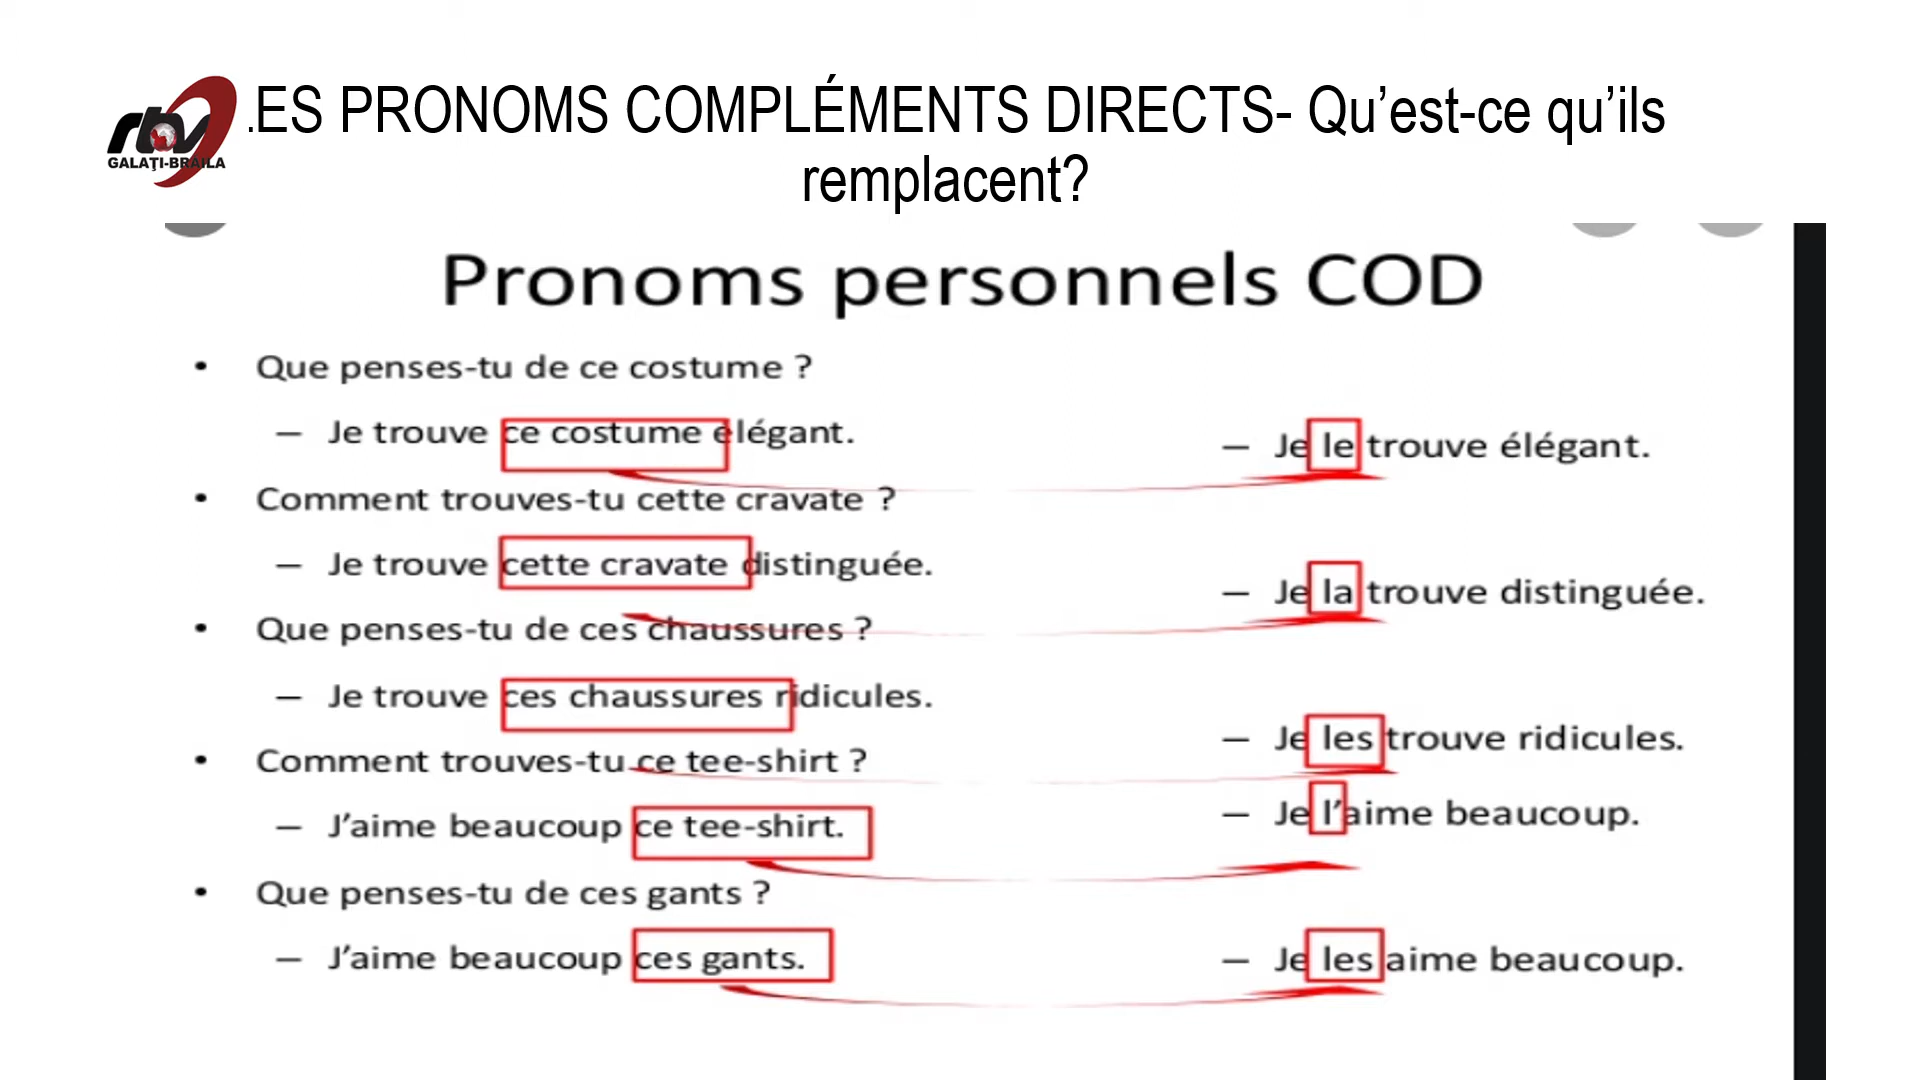 .ES PRONOMS COMPLÉMENTS DIRECTS- Qu’est-ce qu’ils
remplacent?
rtv
GALAŢI-BRĂILA
Pronoms personnels COD
• Que penses-tu de ce costume ?
– Je trouve ce costume élégant.
– Je le trouve élégant.
• Comment trouves-tu cette cravate ?
– Je trouve cette cravate distinguée.
– Je la trouve distinguée.
• Que penses-tu de ces chaussures ?
– Je trouve ces chaussures ridicules.
– Je les trouve ridicules.
• Comment trouves-tu ce tee-shirt ?
– J’aime beaucoup ce tee-shirt.
– Je l’aime beaucoup.
• Que penses-tu de ces gants ?
– J’aime beaucoup ces gants.
– Je les aime beaucoup.